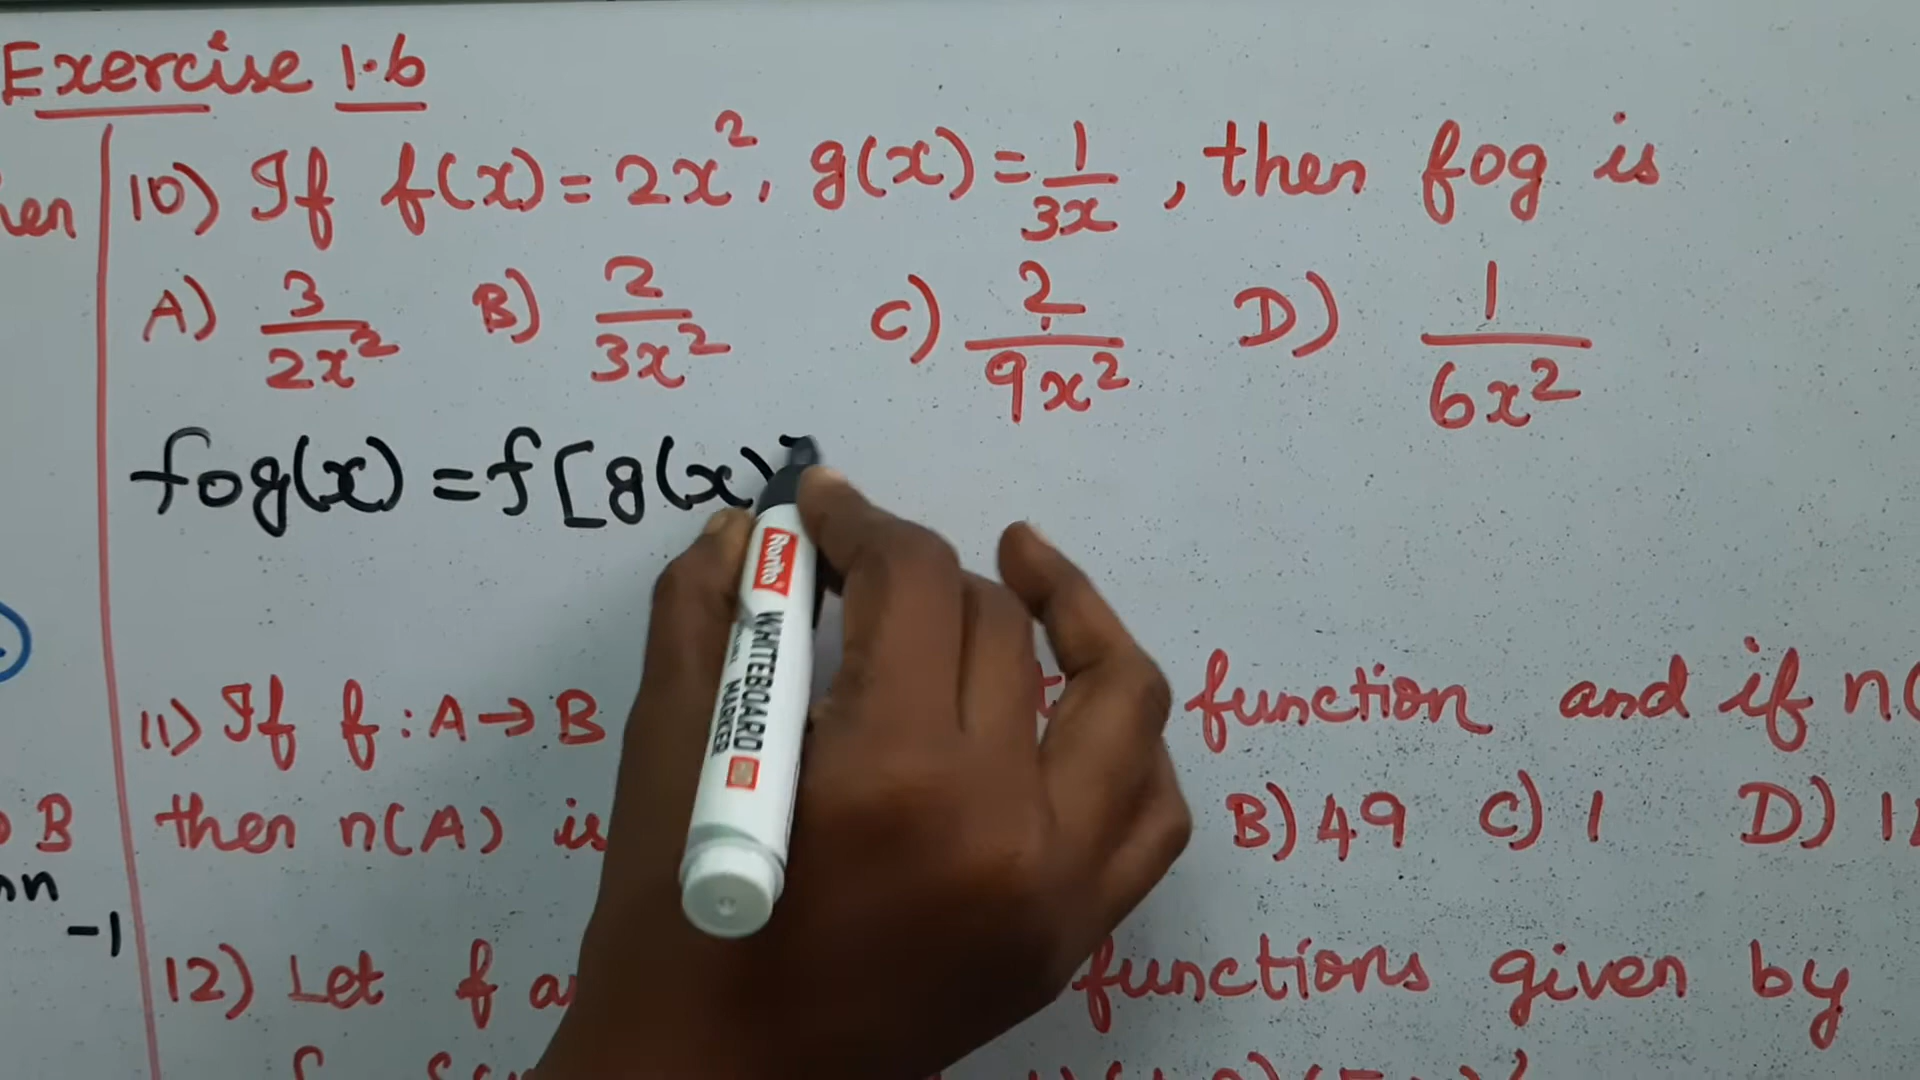 Exercise 1.6
10) If f(x) = 2x², g(x) = 1/3x, then fog is
A) 3/2x² B) 2/3x² C) 2/9x² D) 1/6x²
fog(x) = f[g(x)
11) If f : A → B function and if n(
then n(A) is B) 49 C) 1 D)
12) Let f functions given by
B
-1
Rorito
WHITEBOARD MARKER